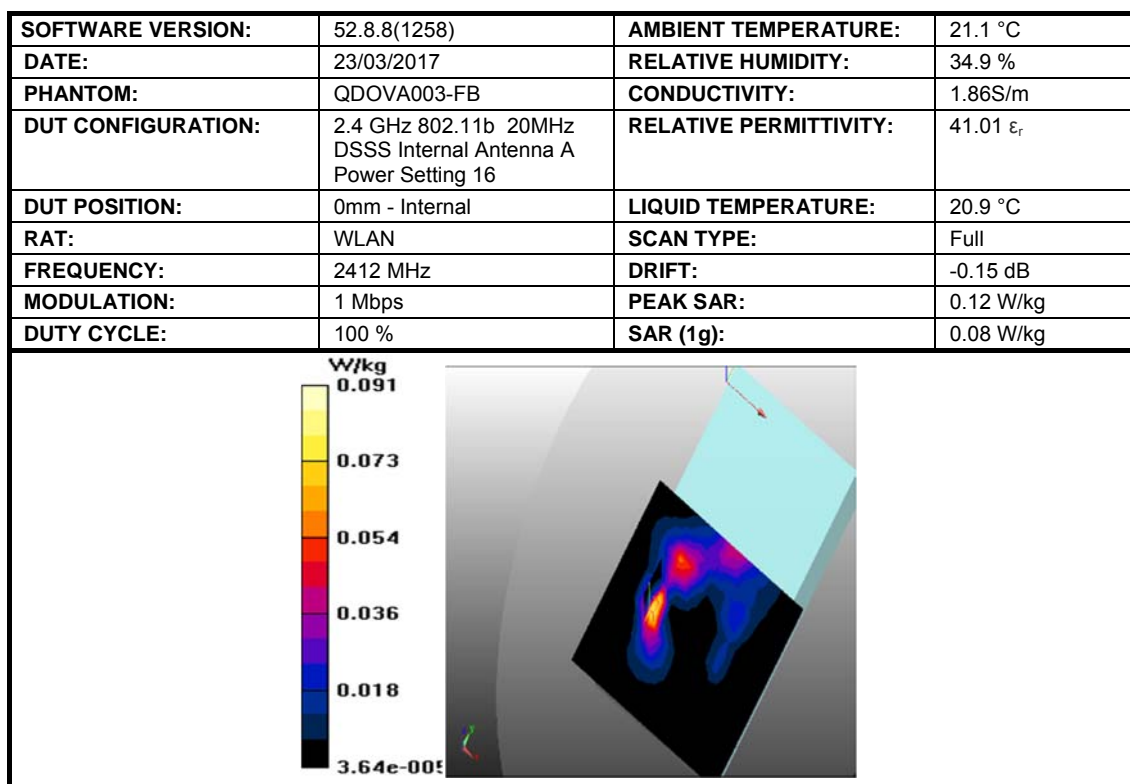 SOFTWARE VERSION: 52.8.8(1258) AMBIENT TEMPERATURE: 21.1 °C
DATE: 23/03/2017 RELATIVE HUMIDITY: 34.9 %
PHANTOM: QDOVA003-FB CONDUCTIVITY: 1.86S/m
DUT CONFIGURATION: 2.4 GHz 802.11b 20MHz RELATIVE PERMITTIVITY: 41.01 εr
DSSS Internal Antenna A
Power Setting 16
DUT POSITION: 0mm - Internal LIQUID TEMPERATURE: 20.9 °C
RAT: WLAN SCAN TYPE: Full
FREQUENCY: 2412 MHz DRIFT: -0.15 dB
MODULATION: 1 Mbps PEAK SAR: 0.12 W/kg
DUTY CYCLE: 100 % SAR (1g): 0.08 W/kg
W/kg
0.091
0.073
0.054
0.036
0.018
3.64e-00